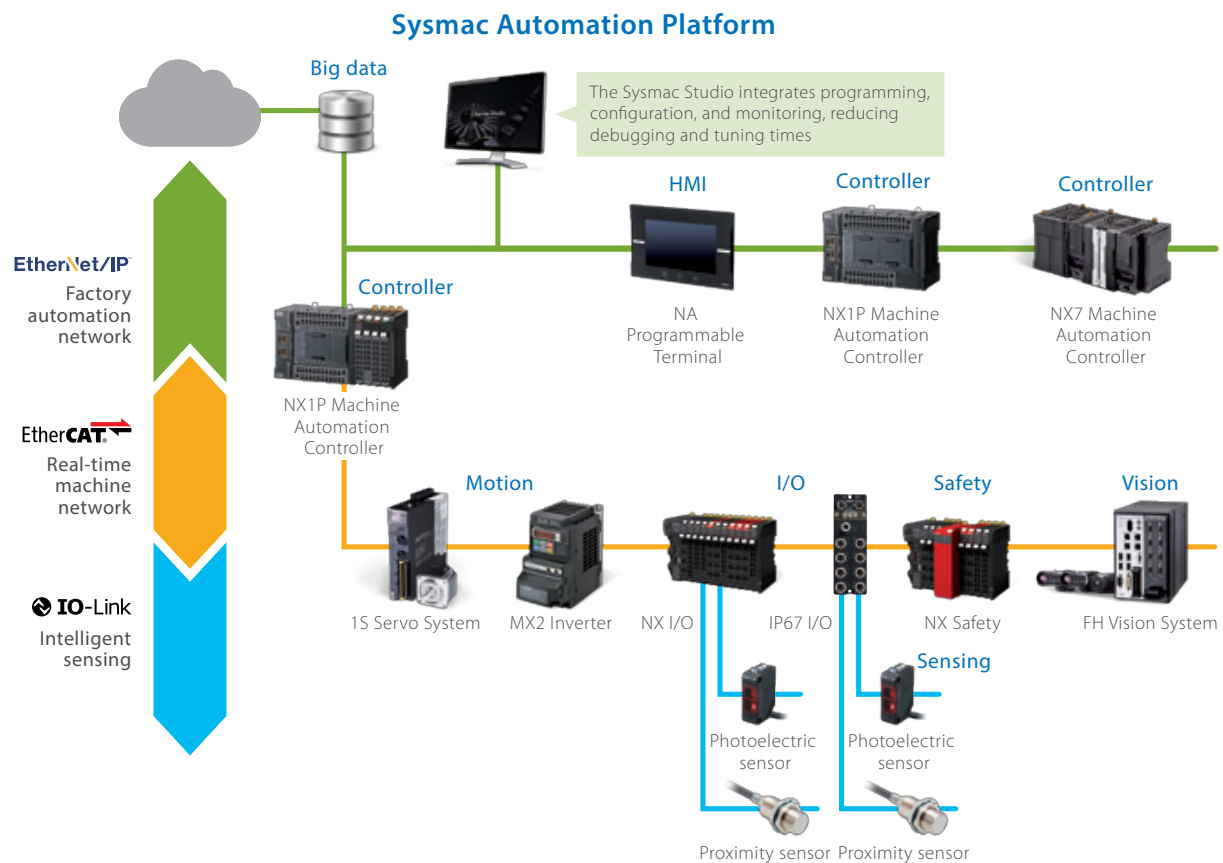 Sysmac Automation Platform
Big data
The Sysmac Studio integrates programming,
configuration, and monitoring, reducing
debugging and tuning times
HMI
Controller
Controller
EtherNet/IP
Factory
automation
network
Controller
NA
Programmable
Terminal
NX1P Machine
Automation
Controller
NX7 Machine
Automation
Controller
NX1P Machine
Automation
Controller
EtherCAT®
Real-time
machine
network
Motion
I/O
Safety
Vision
IO-Link
Intelligent
sensing
1S Servo System
MX2 Inverter
NX I/O
IP67 I/O
NX Safety
FH Vision System
Sensing
Photoelectric
sensor
Photoelectric
sensor
Proximity sensor
Proximity sensor